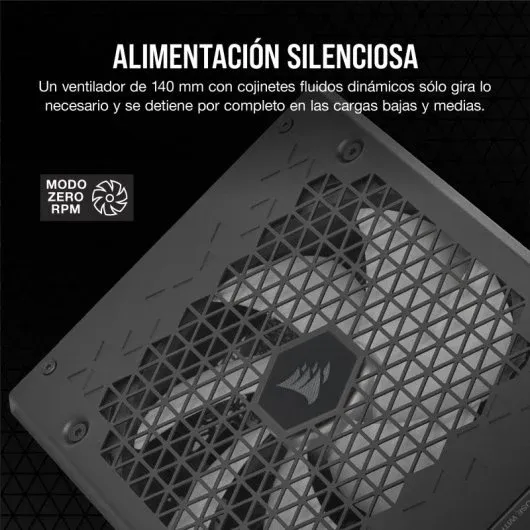 ALIMENTACIÓN SILENCIOSA
Un ventilador de 140 mm con cojinetes fluidos dinámicos sólo gira lo
necesario y se detiene por completo en las cargas bajas y medias.
MODO
ZERO
RPM